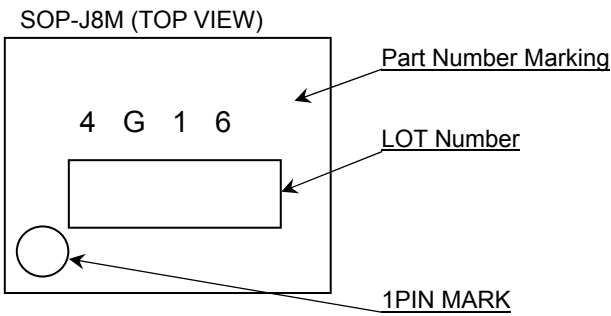 SOP-J8M (TOP VIEW)
Part Number Marking
4 G 1 6
LOT Number
1PIN MARK